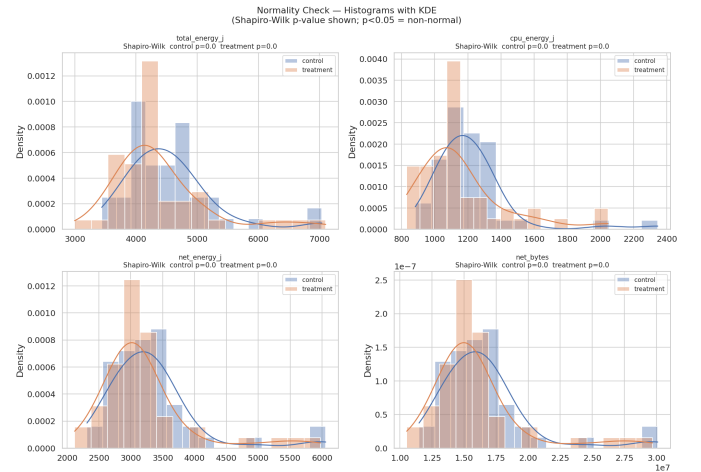 Normality Check — Histograms with KDE
(Shapiro-Wilk p-value shown; p<0.05 = non-normal)
total_energy_j
Shapiro-Wilk  control p=0.0  treatment p=0.0
control
treatment
Density
0.0012
0.0010
0.0008
0.0006
0.0004
0.0002
0.0000
3000 4000 5000 6000 7000
cpu_energy_j
Shapiro-Wilk  control p=0.0  treatment p=0.0
control
treatment
Density
0.0040
0.0035
0.0030
0.0025
0.0020
0.0015
0.0010
0.0005
0.0000
800 1000 1200 1400 1600 1800 2000 2200 2400
net_energy_j
Shapiro-Wilk  control p=0.0  treatment p=0.0
control
treatment
Density
0.0012
0.0010
0.0008
0.0006
0.0004
0.0002
0.0000
2000 2500 3000 3500 4000 4500 5000 5500 6000
net_bytes
Shapiro-Wilk  control p=0.0  treatment p=0.0
1e−7
control
treatment
Density
2.5
2.0
1.5
1.0
0.5
0.0
1.00 1.25 1.50 1.75 2.00 2.25 2.50 2.75 3.00
1e7